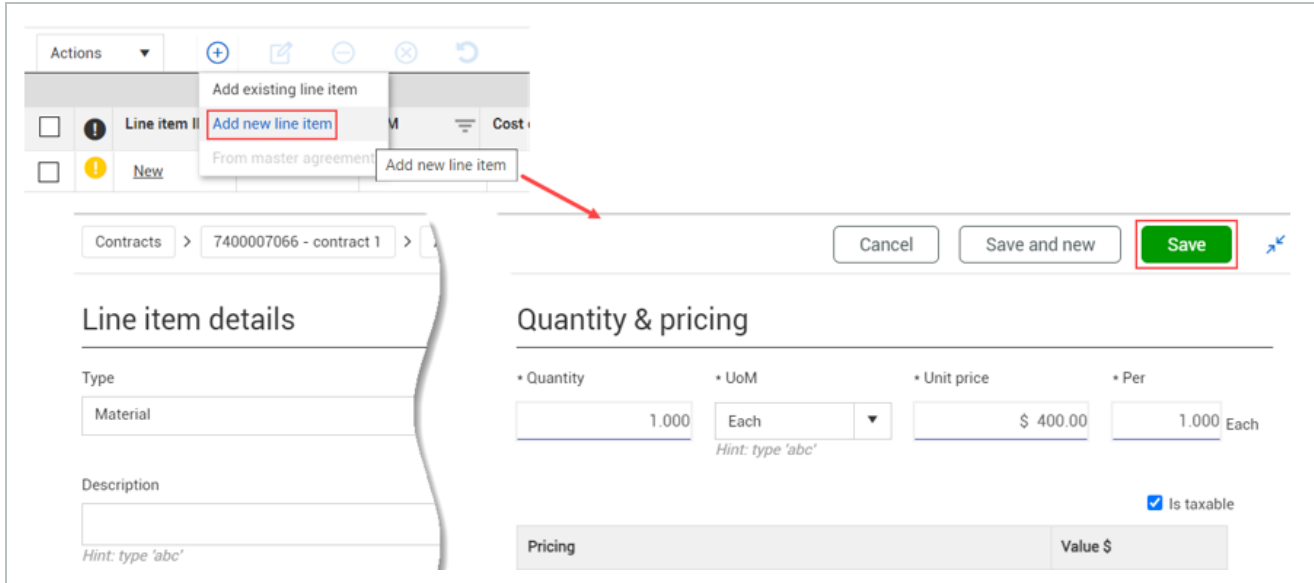 Actions
Add existing line item
Line item
Add new line item
Cost
New
From master agreement
Add new line item
Contracts > 7400007066 - contract 1 >
Cancel
Save and new
Save
Line item details
Quantity & pricing
Type
* Quantity
* UoM
* Unit price
* Per
Material
1.000
Each
$ 400.00
1.000 Each
Hint: type 'abc'
Description
Is taxable
Hint: type 'abc'
Pricing
Value $